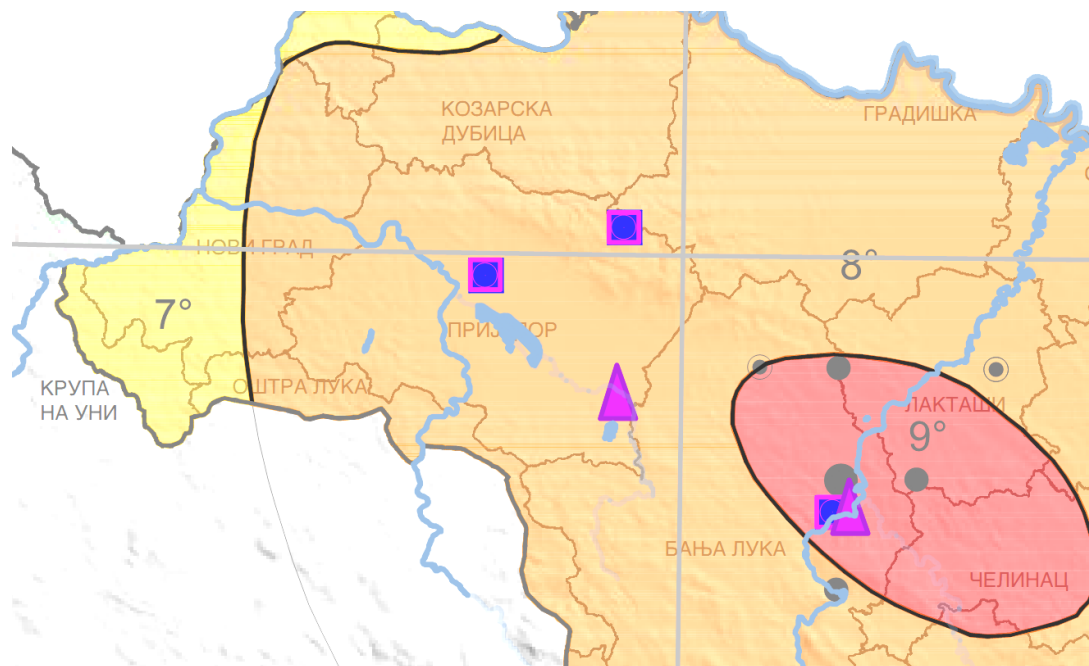 КОЗАРСКА
ДУБИЦА
ГРАДИШКА
НОВИ ГРАД
8°
7°
ПРИЈЕДОР
КРУПА
НА УНИ
ОШТРА ЛУКА
ЛАКТАШИ
9°
БАЊА ЛУКА
ЧЕЛИНАЦ